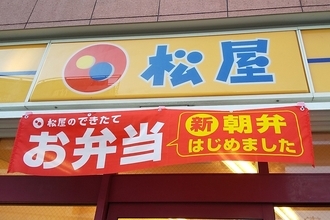 松屋
松屋のできたて
お弁当
新朝弁
はじめました